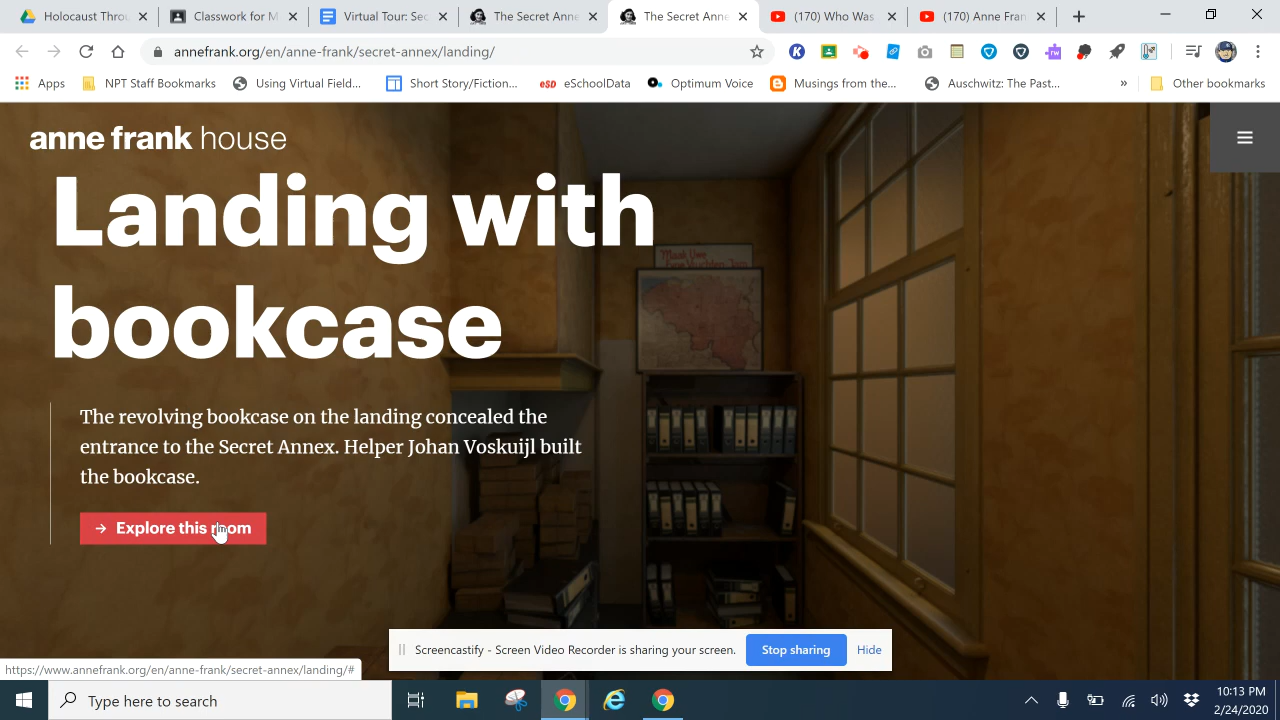 Holocaust Throu
Classwork for M
Virtual Tour: Sec
The Secret Anne
The Secret Anne
(170) Who Was
(170) Anne Fran
annefrank.org/en/anne-frank/secret-annex/landing/
Apps
NPT Staff Bookmarks
Using Virtual Field...
Short Story/Fiction...
eSchoolData
Optimum Voice
Musings from the...
Auschwitz: The Past...
»
Other bookmarks
anne frank house
Landing with
bookcase
The revolving bookcase on the landing concealed the
entrance to the Secret Annex. Helper Johan Voskuijl built
the bookcase.
→ Explore this room
Screencastify - Screen Video Recorder is sharing your screen.
Stop sharing
Hide
https://www.annefrank.org/en/anne-frank/secret-annex/landing/#
Type here to search
10:13 PM
2/24/2020